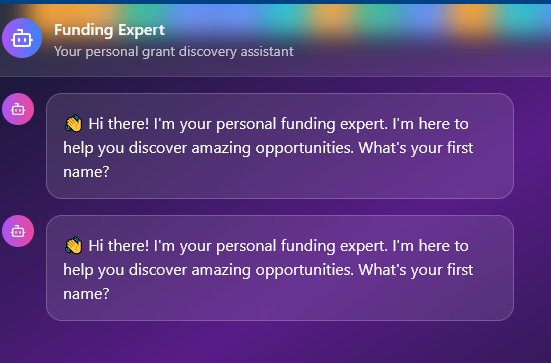 Funding Expert
Your personal grant discovery assistant
👋 Hi there! I'm your personal funding expert. I'm here to
help you discover amazing opportunities. What's your first
name?
👋 Hi there! I'm your personal funding expert. I'm here to
help you discover amazing opportunities. What's your first
name?